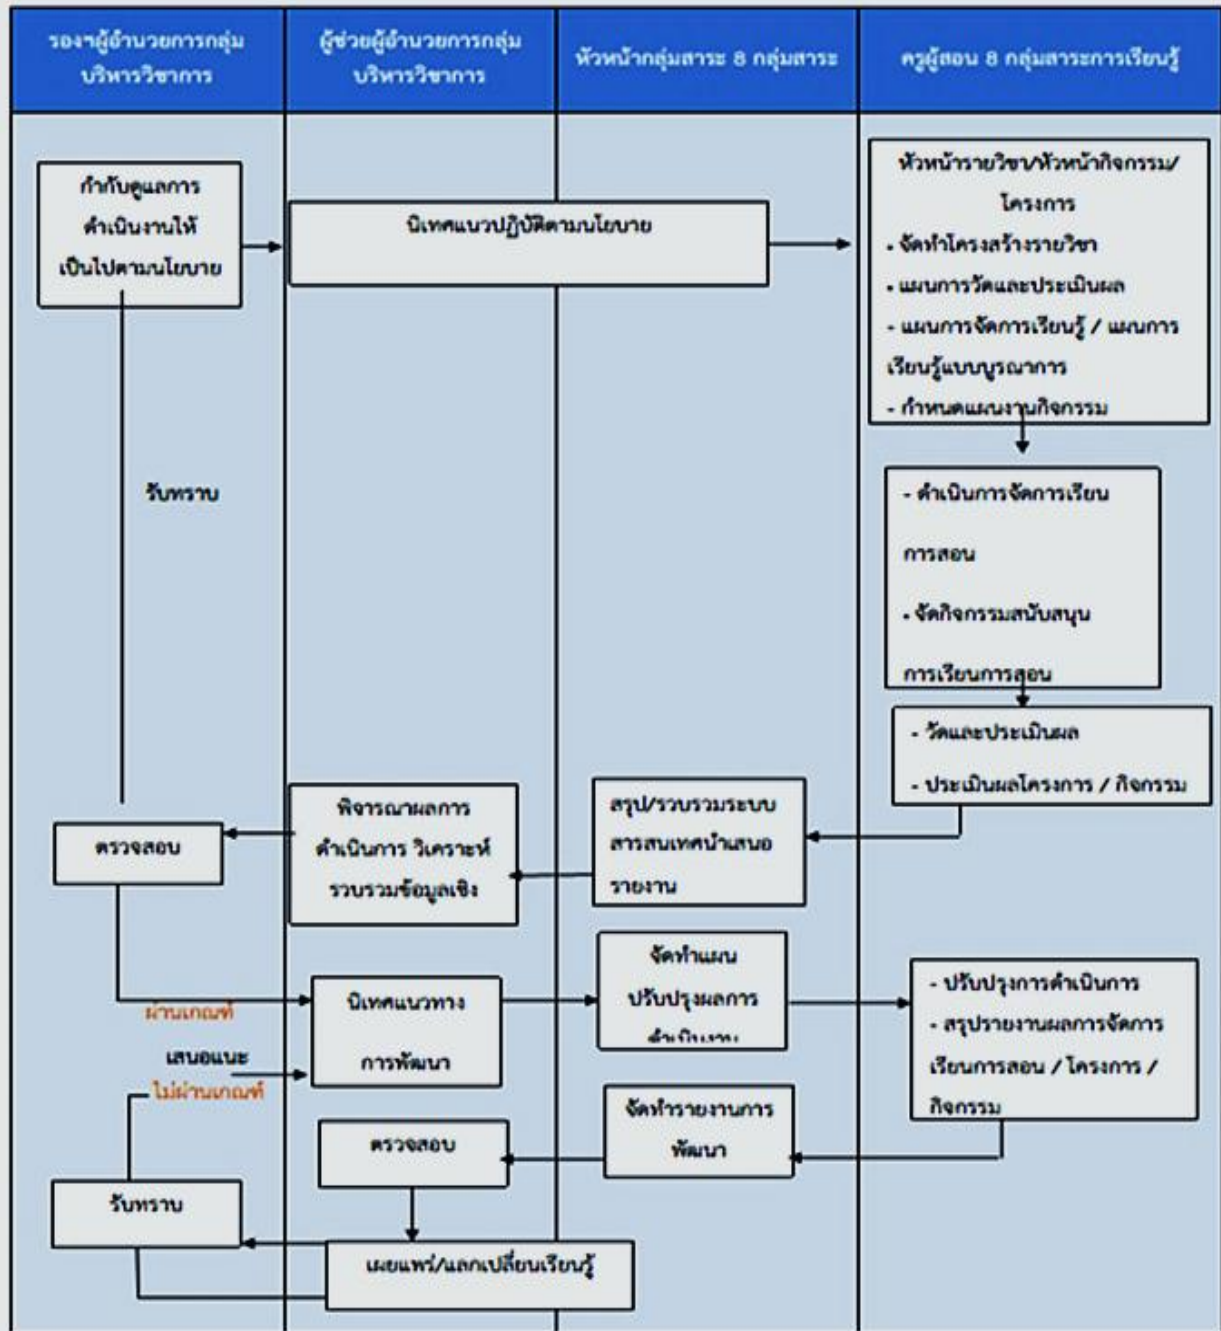 รองฯผู้อำนวยการกลุ่ม
บริหารวิชาการ
ผู้ช่วยผู้อำนวยการกลุ่ม
บริหารวิชาการ
หัวหน้ากลุ่มสาระ 8 กลุ่มสาระ
ครูผู้สอน 8 กลุ่มสาระการเรียนรู้
กำกับดูแลการ
ดำเนินงานให้
เป็นไปตามนโยบาย
นิเทศแนวปฏิบัติตามนโยบาย
หัวหน้ารายวิชา/หัวหน้ากิจกรรม/
โครงการ
- จัดทำโครงสร้างรายวิชา
- แผนการวัดและประเมินผล
- แผนการจัดการเรียนรู้ / แผนการ
เรียนรู้แบบบูรณาการ
- กำหนดแผนงานกิจกรรม
รับทราบ
- ดำเนินการจัดการเรียน
การสอน
- จัดกิจกรรมสนับสนุน
การเรียนการสอน
- วัดและประเมินผล
- ประเมินผลโครงการ / กิจกรรม
สรุป/รวบรวมระบบ
สารสนเทศนำเสนอ
รายงาน
พิจารณาผลการ
ดำเนินการ วิเคราะห์
รวบรวมข้อมูลเชิง
ตรวจสอบ
ผ่านเกณฑ์
เสนอแนะ
ไม่ผ่านเกณฑ์
นิเทศแนวทาง
การพัฒนา
จัดทำแผน
ปรับปรุงผลการ
ดำเนินงาน
- ปรับปรุงการดำเนินการ
- สรุปรายงานผลการจัดการ
เรียนการสอน / โครงการ /
กิจกรรม
จัดทำรายงานการ
พัฒนา
ตรวจสอบ
รับทราบ
เผยแพร่/แลกเปลี่ยนเรียนรู้